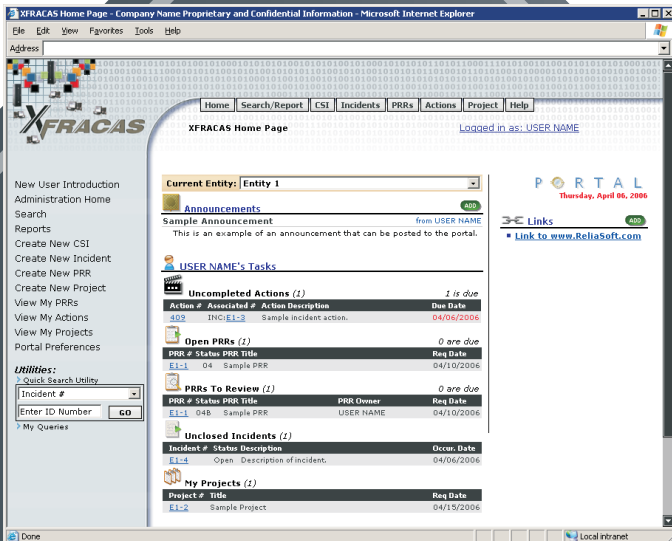 XFRACAS Home Page - Company Name Proprietary and Confidential Information - Microsoft Internet Explorer
File Edit View Favorites Tools Help
Address
XFRACAS
Home Search/Report CSI Incidents PRRs Actions Project Help
XFRACAS Home Page
Logged in as: USER NAME
New User Introduction
Administration Home
Search
Reports
Create New CSI
Create New Incident
Create New PRR
Create New Project
View My PRRs
View My Actions
View My Projects
Portal Preferences
Utilities:
> Quick Search Utility
Incident #
Enter ID Number GO
> My Queries
Current Entity: Entity 1
Announcements ADD
Sample Announcement from USER NAME
This is an example of an announcement that can be posted to the portal.
USER NAME's Tasks
Uncompleted Actions (1) 1 is due
Action # Associated # Action Description Due Date
409 INC:E1-3 Sample incident action. 04/06/2006
Open PRRs (1) 0 are due
PRR # Status PRR Title Req Date
E1-1 04 Sample PRR 04/10/2006
PRRs To Review (1) 0 are due
PRR # Status PRR Title PRR Owner Req Date
E1-1 04B Sample PRR USER NAME 04/10/2006
Unclosed Incidents (1)
Incident # Status Description Occur. Date
E1-4 Open Description of incident. 04/06/2006
My Projects (1)
Project # Title Req Date
E1-2 Sample Project 04/15/2006
PORTAL
Thursday, April 06, 2006
Links ADD
Link to www.ReliaSoft.com
Done
Local intranet